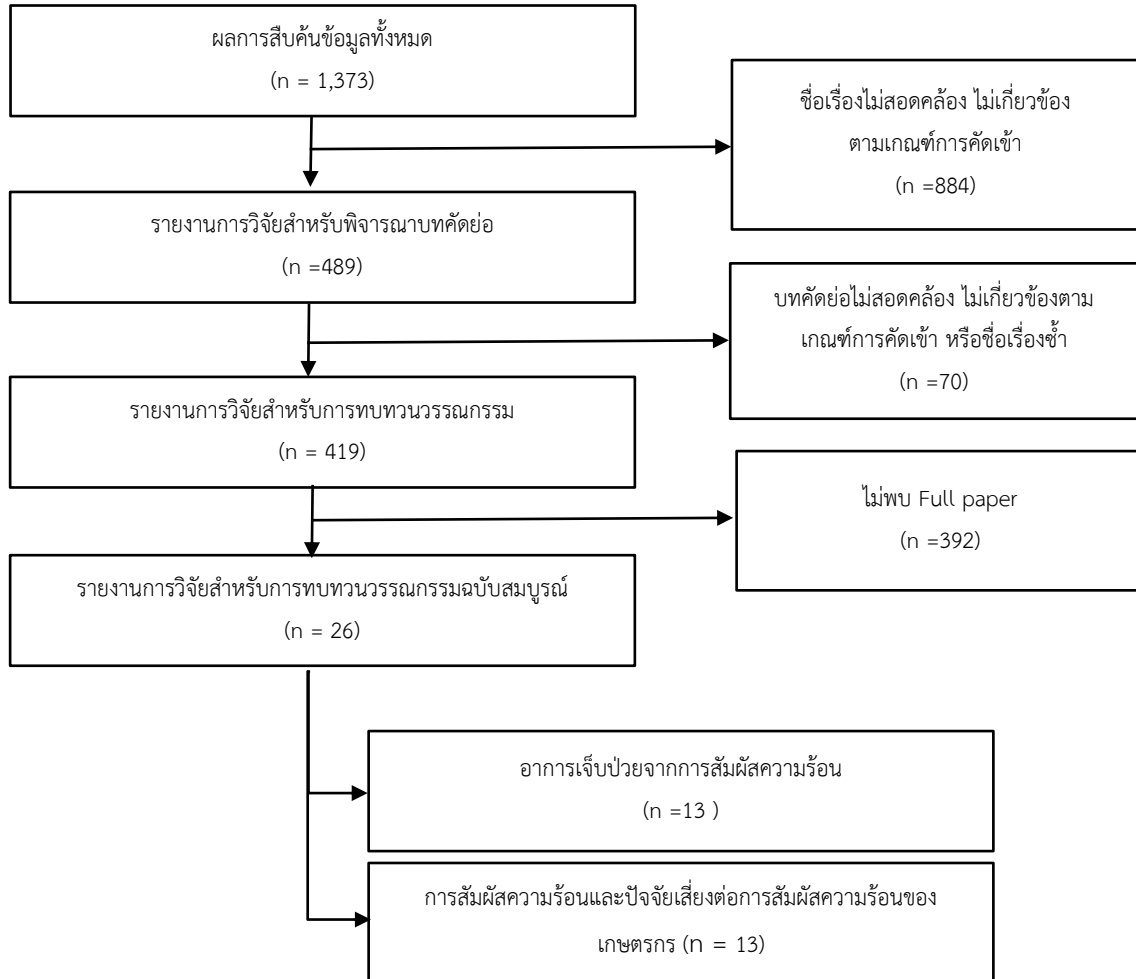 ผลการสืบค้นข้อมูลทั้งหมด
(n = 1,373)
ชื่อเรื่องไม่สอดคล้อง ไม่เกี่ยวข้อง
ตามเกณฑ์การคัดเข้า
(n =884)
รายงานการวิจัยสำหรับพิจารณาบทคัดย่อ
(n =489)
บทคัดย่อไม่สอดคล้อง ไม่เกี่ยวข้องตาม
เกณฑ์การคัดเข้า หรือชื่อเรื่องซ้ำ
(n =70)
รายงานการวิจัยสำหรับการทบทวนวรรณกรรม
(n = 419)
ไม่พบ Full paper
(n =392)
รายงานการวิจัยสำหรับการทบทวนวรรณกรรมฉบับสมบูรณ์
(n = 26)
อาการเจ็บป่วยจากการสัมผัสความร้อน
(n =13 )
การสัมผัสความร้อนและปัจจัยเสี่ยงต่อการสัมผัสความร้อนของ
เกษตรกร (n = 13)